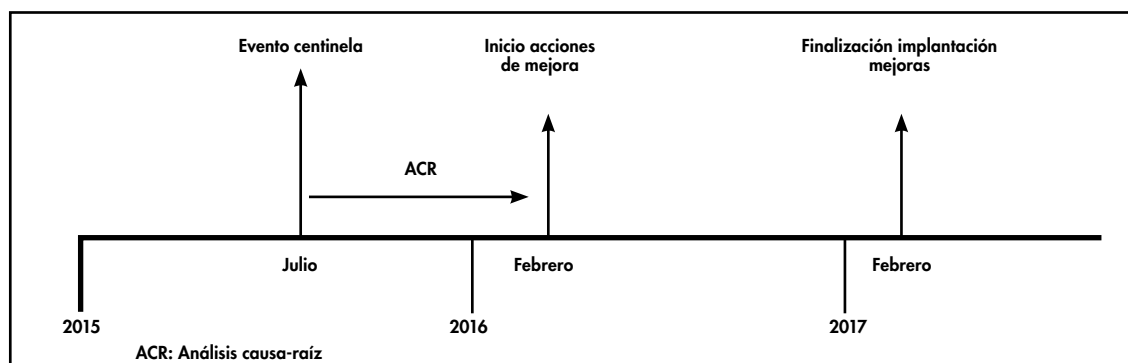 Evento centinela
Inicio acciones
de mejora
Finalización implantación
mejoras
ACR
Julio
Febrero
Febrero
2015
2016
2017
ACR: Análisis causa-raíz